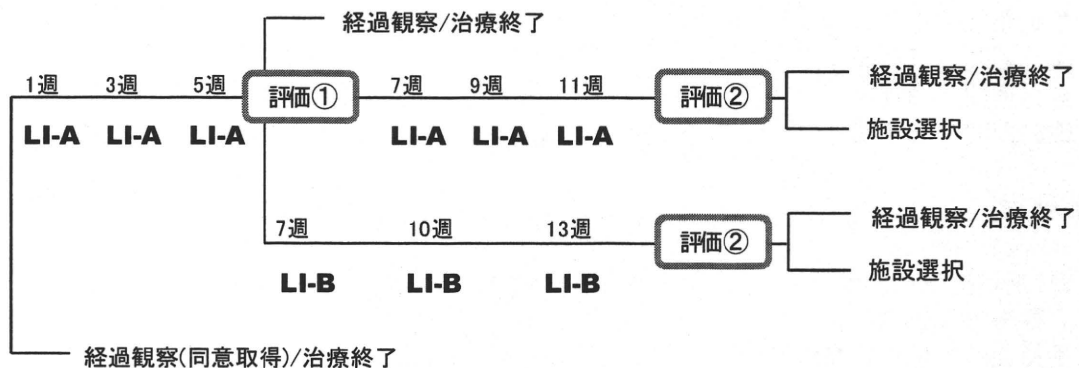 経過観察/治療終了
1週 3週 5週 評価① 7週 9週 11週 評価② 経過観察/治療終了
LI-A LI-A LI-A LI-A LI-A LI-A 施設選択
7週 10週 13週 評価② 経過観察/治療終了
LI-B LI-B LI-B 施設選択
経過観察(同意取得)/治療終了